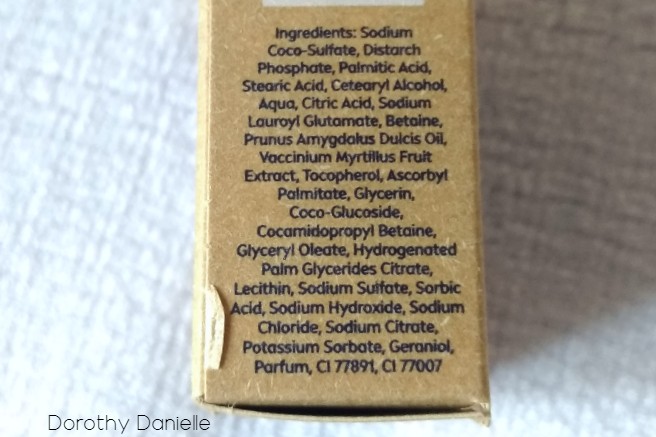 Ingredients: Sodium
Coco-Sulfate, Distarch
Phosphate, Palmitic Acid,
Stearic Acid, Cetearyl Alcohol,
Aqua, Citric Acid, Sodium
Lauroyl Glutamate, Betaine,
Prunus Amygdalus Dulcis Oil,
Vaccinium Myrtillus Fruit
Extract, Tocopherol, Ascorbyl
Palmitate, Glycerin,
Coco-Glucoside,
Cocamidopropyl Betaine,
Glyceryl Oleate, Hydrogenated
Palm Glycerides Citrate,
Lecithin, Sodium Sulfate, Sorbic
Acid, Sodium Hydroxide, Sodium
Chloride, Sodium Citrate,
Potassium Sorbate, Geraniol,
Parfum, CI 77891, CI 77007
Dorothy Danielle